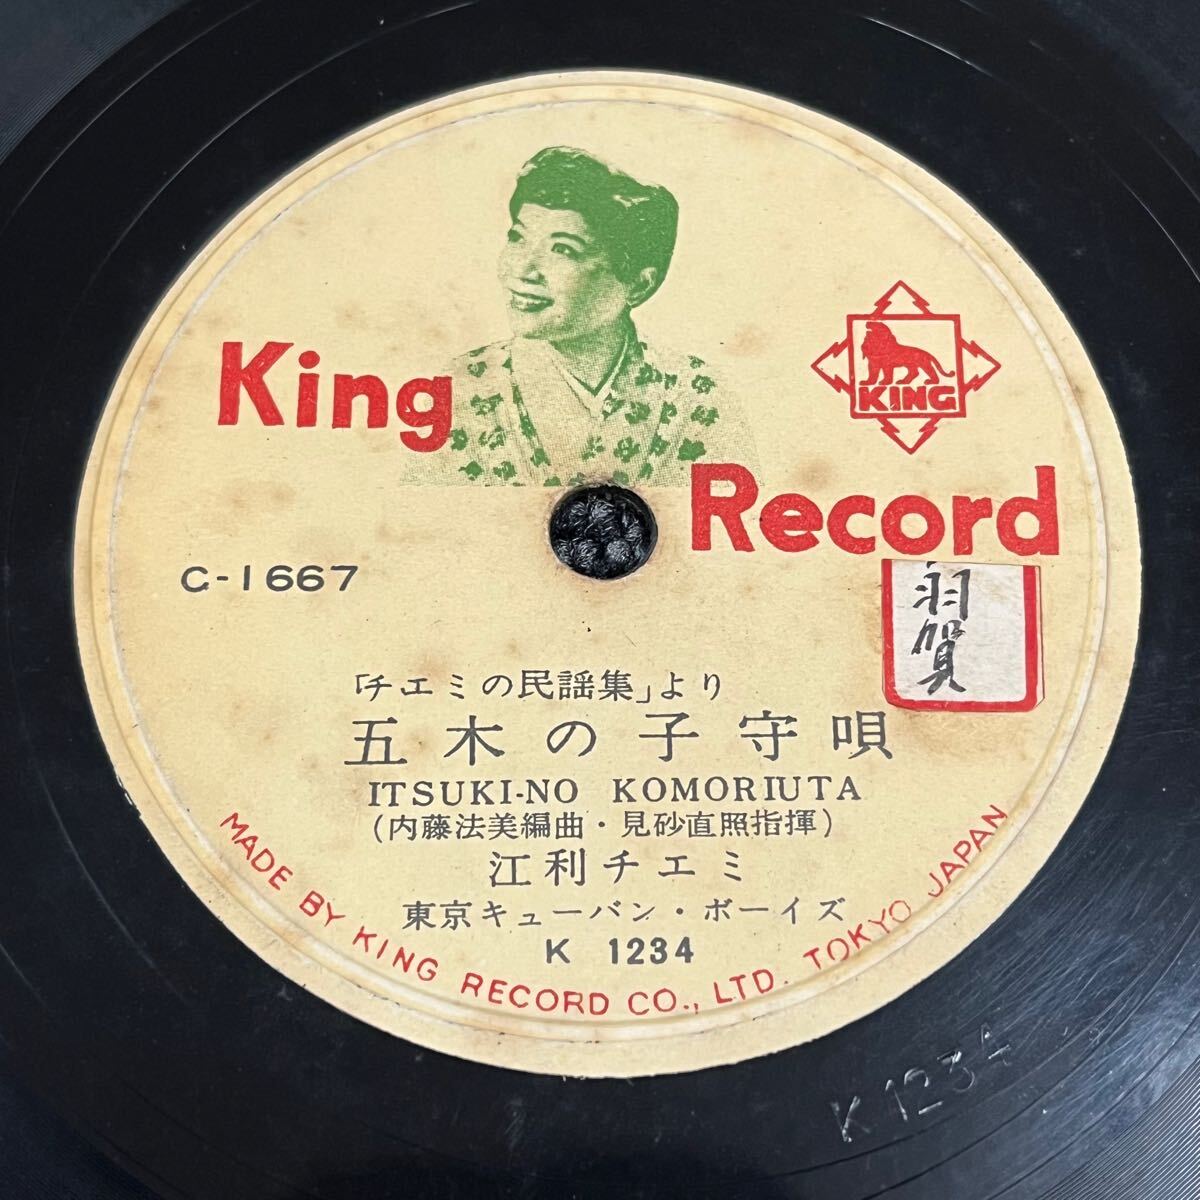 King
KING
Record
C-1667
羽賀
「チエミの民謡集」より
五木の子守唄
ITSUKI-NO KOMORIUTA
(内藤法美編曲・見砂直照指揮)
江利チエミ
東京キューバン・ボーイズ
K 1234
MADE BY KING RECORD CO., LTD. TOKYO JAPAN
K1234